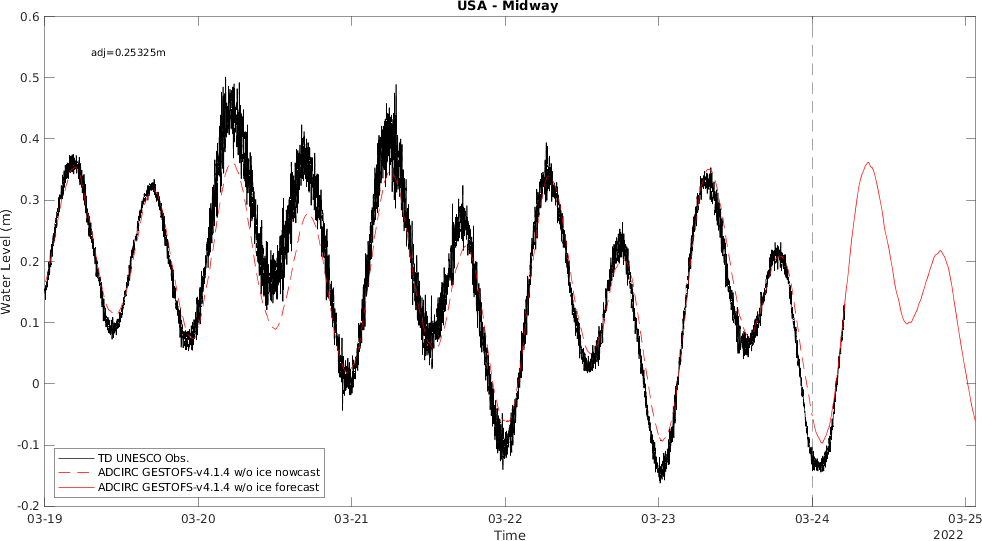 USA - Midway
adj=0.25325m
Water Level (m)
0.6
0.5
0.4
0.3
0.2
0.1
0
-0.1
-0.2
TD UNESCO Obs.
ADCIRC GESTOFS-v4.1.4 w/o ice nowcast
ADCIRC GESTOFS-v4.1.4 w/o ice forecast
03-19 03-20 03-21 03-22 03-23 03-24 03-25
Time
2022